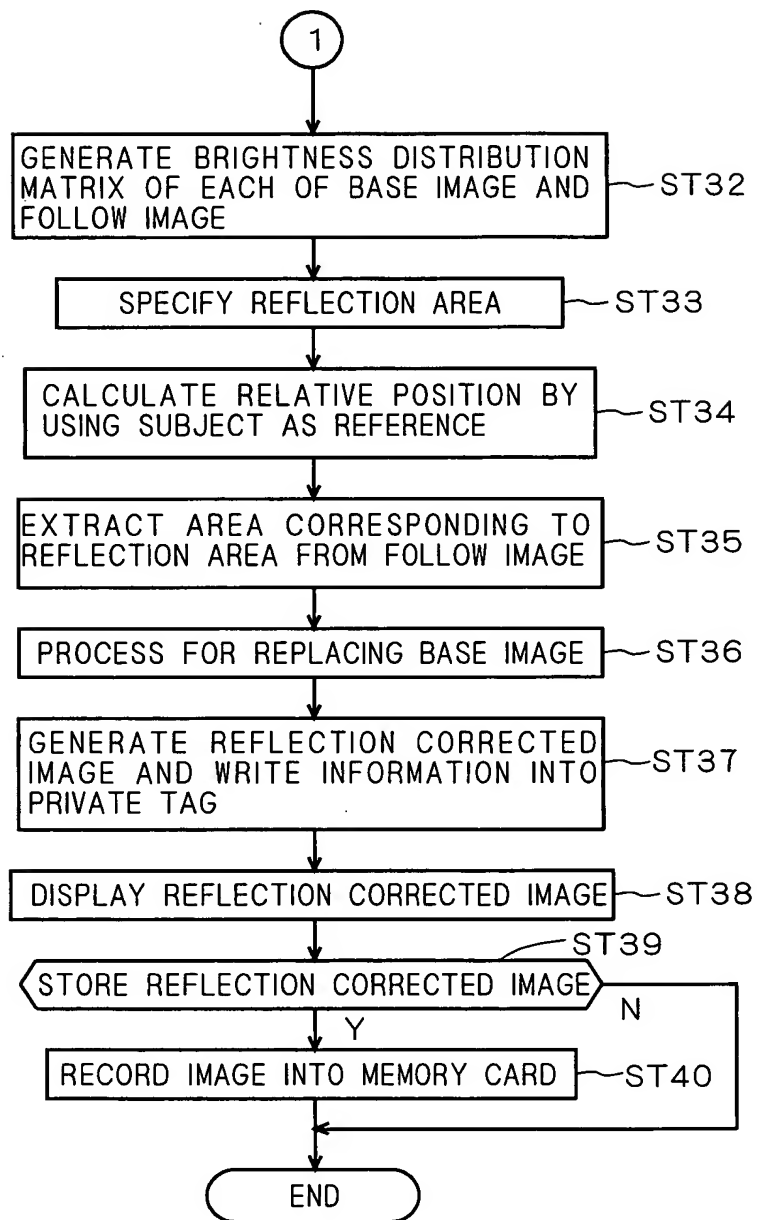 1
GENERATE BRIGHTNESS DISTRIBUTION
MATRIX OF EACH OF BASE IMAGE AND
FOLLOW IMAGE
ST32
SPECIFY REFLECTION AREA
ST33
CALCULATE RELATIVE POSITION BY
USING SUBJECT AS REFERENCE
ST34
EXTRACT AREA CORRESPONDING TO
REFLECTION AREA FROM FOLLOW IMAGE
ST35
PROCESS FOR REPLACING BASE IMAGE
ST36
GENERATE REFLECTION CORRECTED
IMAGE AND WRITE INFORMATION INTO
PRIVATE TAG
ST37
DISPLAY REFLECTION CORRECTED IMAGE
ST38
ST39
STORE REFLECTION CORRECTED IMAGE
N
Y
RECORD IMAGE INTO MEMORY CARD
ST40
END